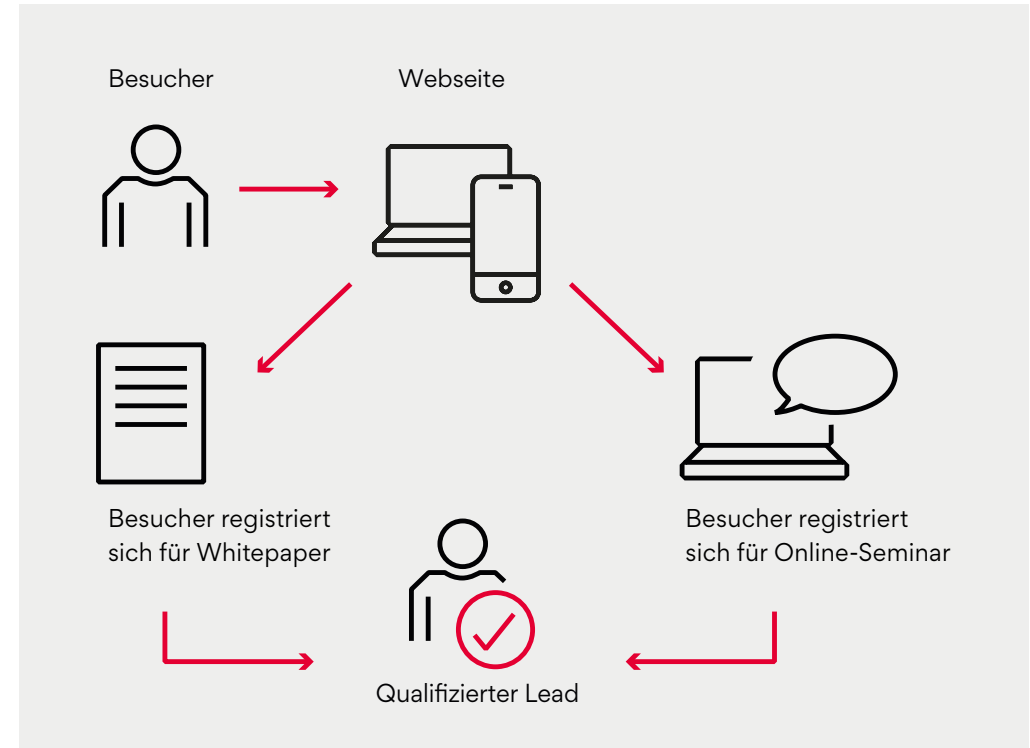 Besucher
Webseite
Besucher registriert
sich für Whitepaper
Besucher registriert
sich für Online-Seminar
Qualifizierter Lead